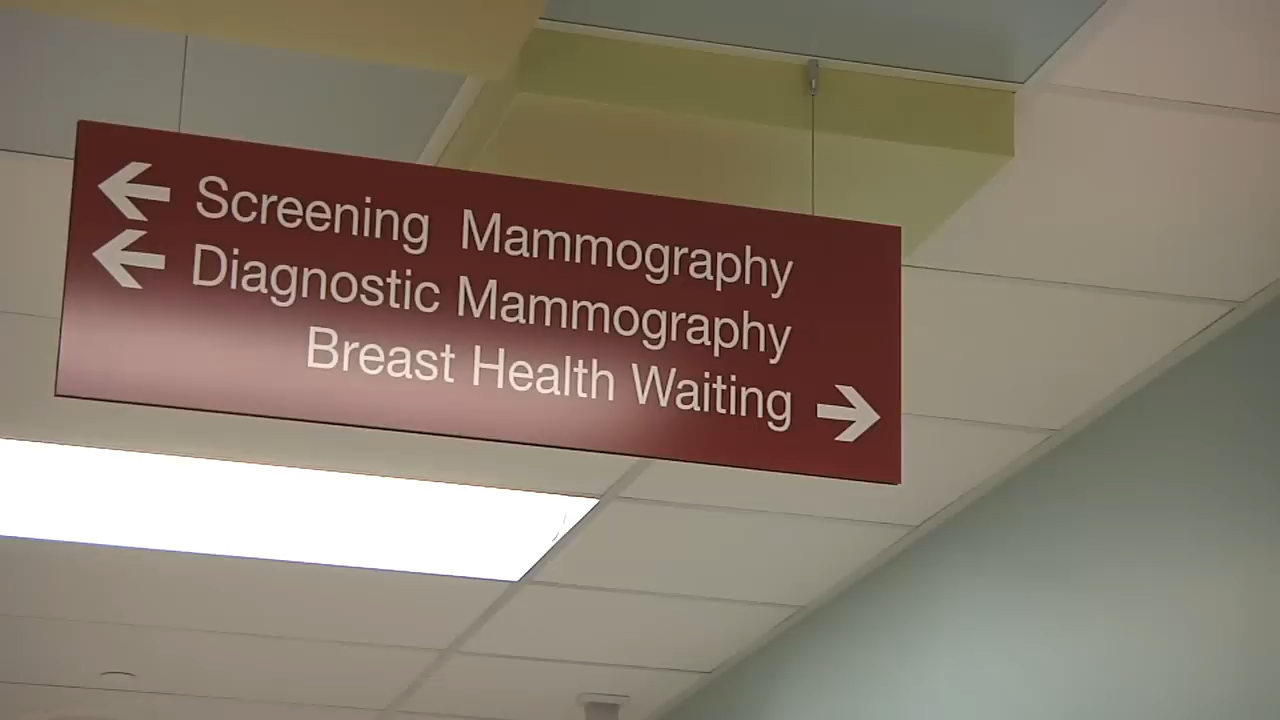 ← Screening Mammography
← Diagnostic Mammography
Breast Health Waiting →